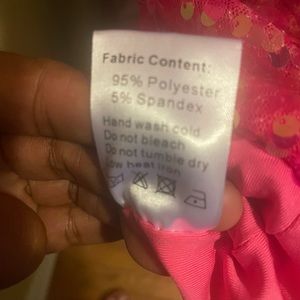 Fabric Content:
95% Polyester
5% Spandex
Hand wash cold
Do not bleach
Do not tumble dry
Low heat iron